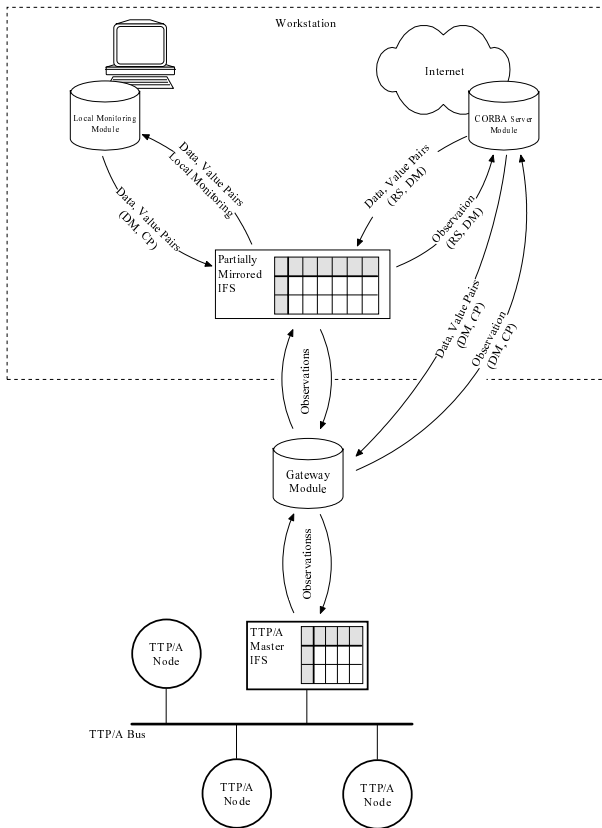 Workstation
Internet
Local Monitoring
Module
CORBA Server
Module
Data, Value Pairs
Local Monitoring
Data, Value Pairs
(DM, CP)
Data, Value Pairs
(RS, DM)
Observation
(RS, DM)
Partially
Mirrored
IFS
Data, Value Pairs
(DM, CP)
Observation
(DM, CP)
Observations
Gateway
Module
Observationss
TTP/A
Node
TTP/A
Master
IFS
TTP/A Bus
TTP/A
Node
TTP/A
Node